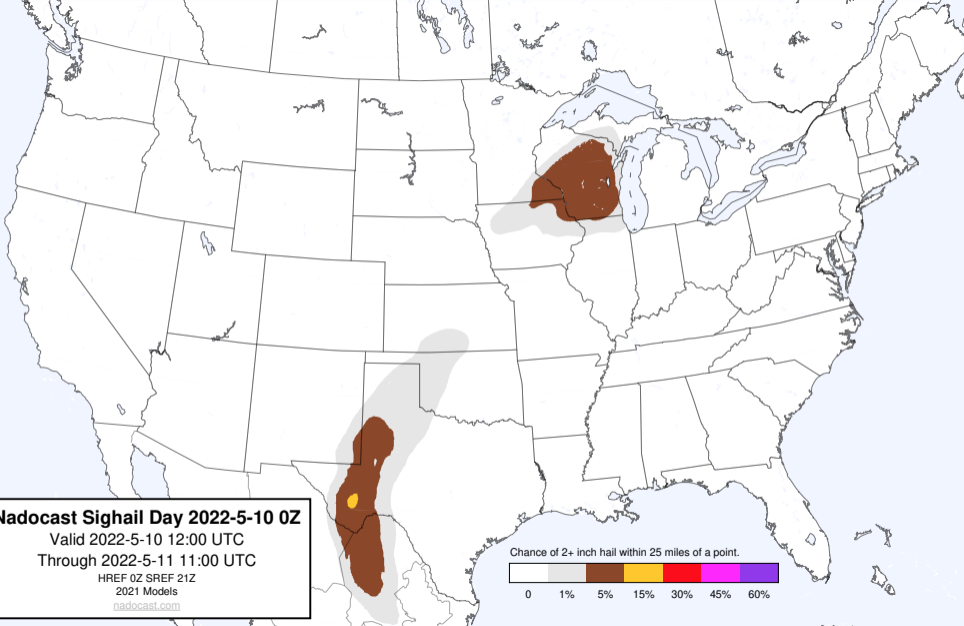 Nadocast Sighail Day 2022-5-10 0Z
Valid 2022-5-10 12:00 UTC
Through 2022-5-11 11:00 UTC
HREF 0Z SREF 21Z
2021 Models
nadocast.com
Chance of 2+ inch hail within 25 miles of a point.
0 1% 5% 15% 30% 45% 60%